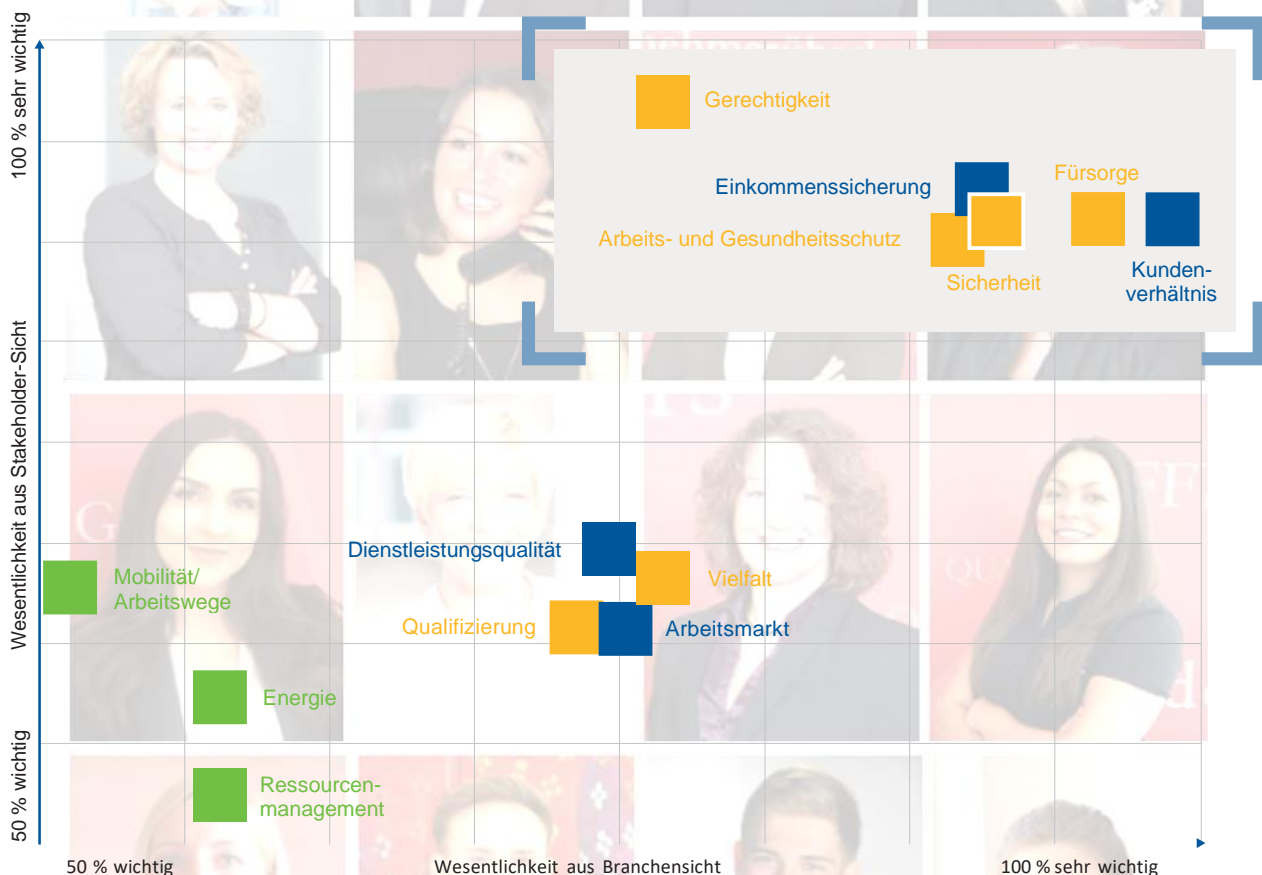 100 % sehr wichtig
Wesentlichkeit aus Stakeholder-Sicht
50 % wichtig
Gerechtigkeit
Einkommenssicherung
Fürsorge
Arbeits- und Gesundheitsschutz
Sicherheit
Kunden-
verhältnis
Dienstleistungsqualität
Mobilität/
Arbeitswege
Vielfalt
Qualifizierung
Arbeitsmarkt
Energie
Ressourcen-
management
50 % wichtig
Wesentlichkeit aus Branchensicht
100 % sehr wichtig